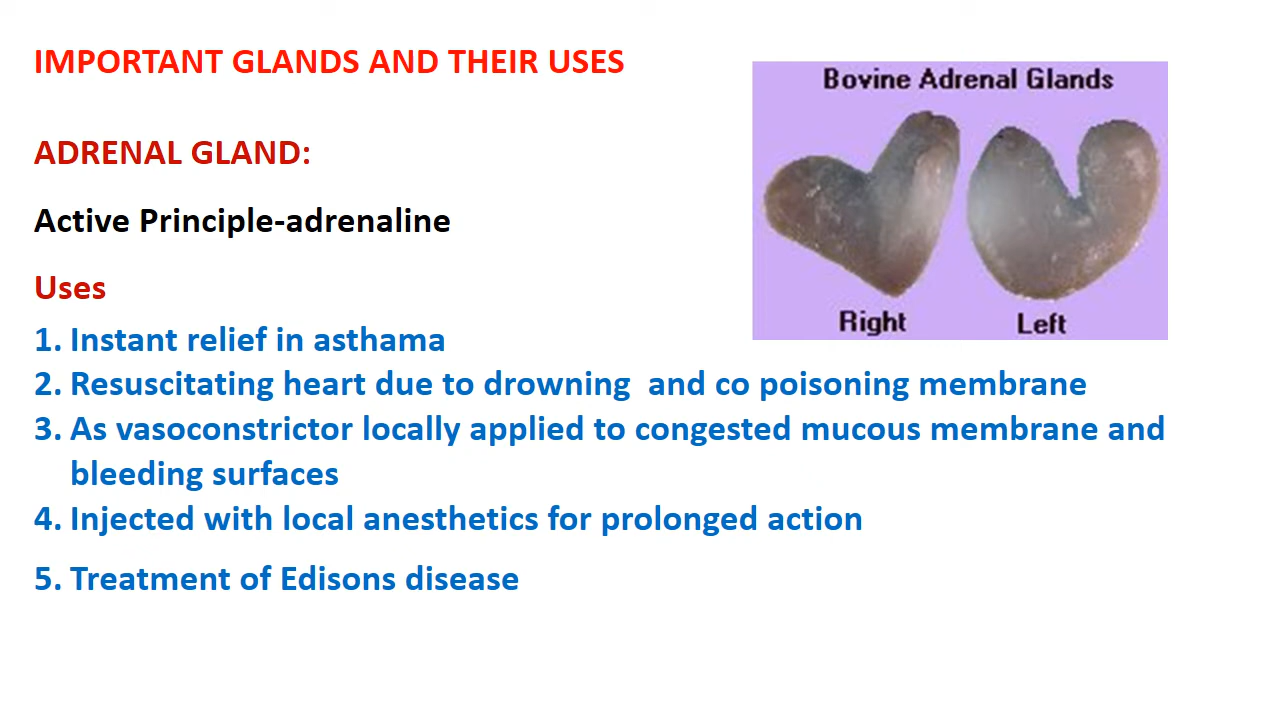 IMPORTANT GLANDS AND THEIR USES
Bovine Adrenal Glands
Right
Left
ADRENAL GLAND:
Active Principle-adrenaline
Uses
1. Instant relief in asthama
2. Resuscitating heart due to drowning  and co poisoning membrane
3. As vasoconstrictor locally applied to congested mucous membrane and
bleeding surfaces
4. Injected with local anesthetics for prolonged action
5. Treatment of Edisons disease